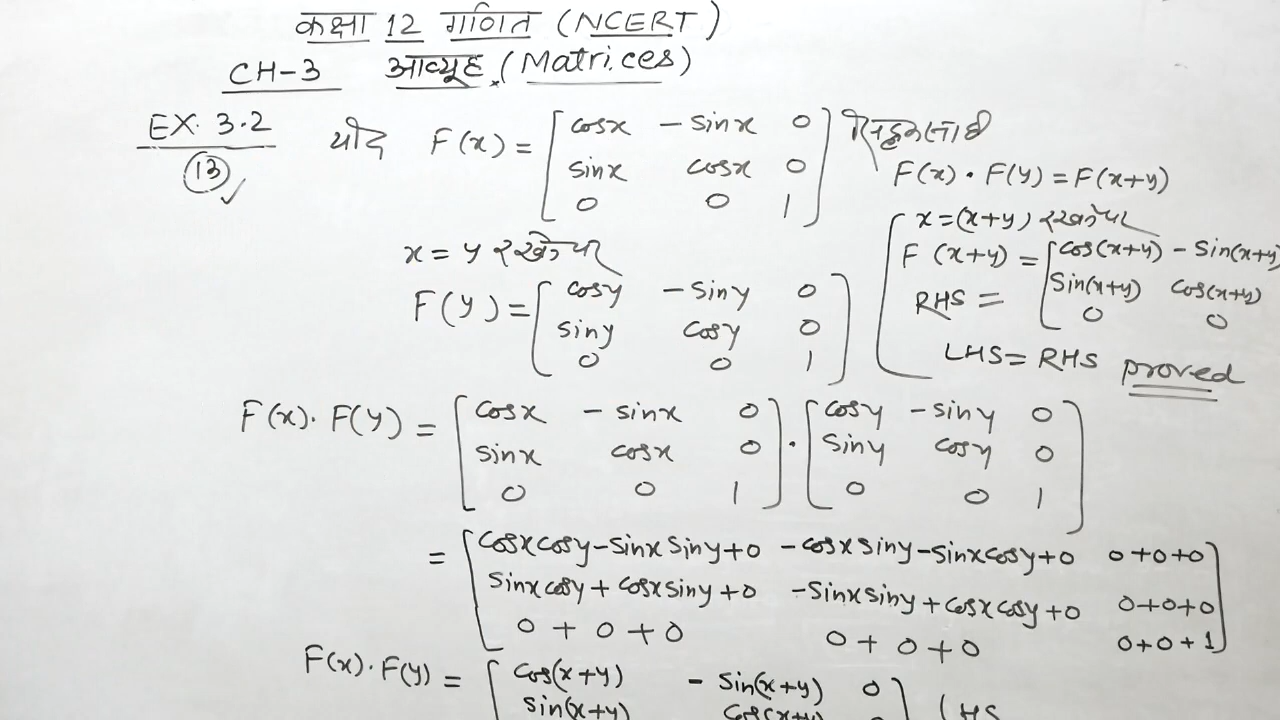 कक्षा 12 गणित (NCERT)
CH-3 आव्यूह (Matrices)
EX. 3.2
13
यदि F(x) = [cosx -sinx 0
sinx cosx 0
0 0 1]
F(x) · F(y) = F(x+y)
x = y रखने पर
F(y) = [cosy -siny 0
siny cosy 0
0 0 1]
x = (x+y) रखने पर
F(x+y) = [cos(x+y) - Sin(x+y
Sin(x+y) cos(x+y)
0 0
RHS =
LHS = RHS proved
F(x). F(y) = [cosx - sinx 0
sinx cosx 0
0 0 1] · [cosy -siny 0
Siny cosy 0
0 0 1]
= [cosxcosy-sinxsiny+0 -cosxsiny-sinxcosy+0 0+0+0
sinxcosy+cosxsiny+0 -sinxsiny+cosxcosy+0 0+0+0
0+0+0 0+0+0 0+0+1]
F(x).F(y) = [cos(x+y) - Sin(x+y) 0
sin(x+y) cos(x+y)